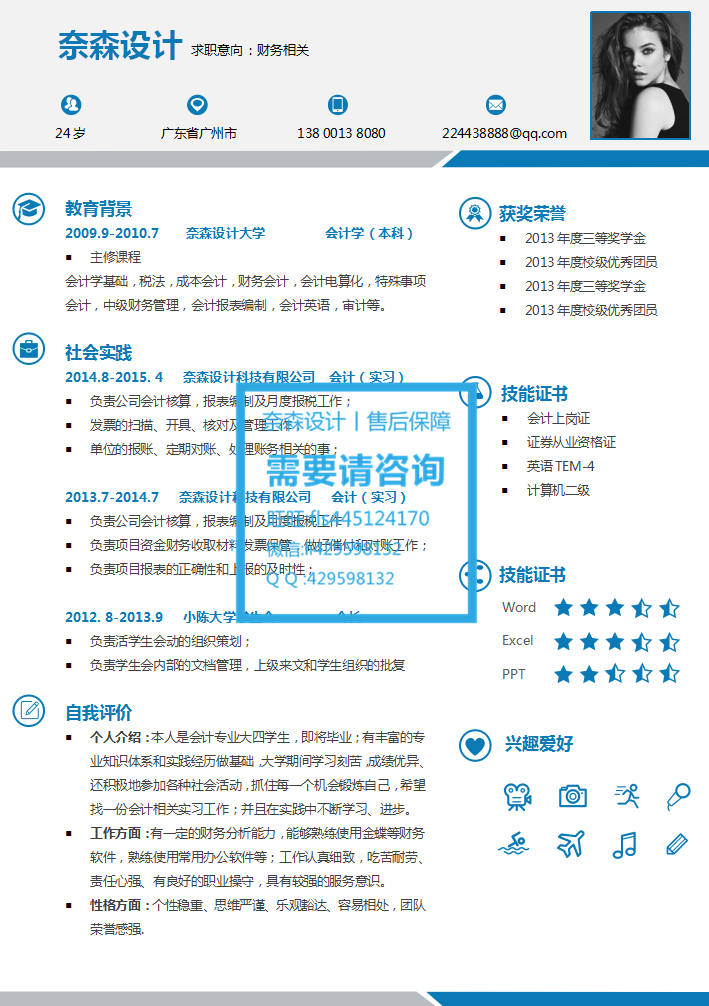 奈森设计 求职意向：财务相关
24 岁 广东省广州市 138 0013 8080 224438888@qq.com
教育背景
2009.9-2010.7 奈森设计大学 会计学（本科）
▪ 主修课程
会计学基础，税法，成本会计，财务会计，会计电算化，特殊事项
会计，中级财务管理，会计报表编制，会计英语，审计等。
社会实践
2014.8-2015. 4 奈森设计科技有限公司 会计（实习）
▪ 负责公司会计核算，报表编制及月度报税工作；
▪ 发票的扫描、开具、核对及管理工作
▪ 单位的报账、定期对账、处理账务相关的事；
2013.7-2014.7 奈森设计科技有限公司 会计（实习）
▪ 负责公司会计核算，报表编制及月度报税工作
▪ 负责项目资金财务收取材料发票保管，做好催付和对账工作；
▪ 负责项目报表的正确性和上报的及时性；
2012. 8-2013.9 小陈大学
▪ 负责活学生会动的组织策划；
▪ 负责学生会内部的文档管理，上级来文和学生组织的批复
自我评价
▪ 个人介绍：本人是会计专业大四学生，即将毕业；有丰富的专
业知识体系和实践经历做基础，大学期间学习刻苦，成绩优异、
还积极地参加各种社会活动，抓住每一个机会锻炼自己，希望
找一份会计相关实习工作；并且在实践中不断学习、进步。
▪ 工作方面：有一定的财务分析能力，能够熟练使用金蝶等财务
软件，熟练使用常用办公软件等；工作认真细致，吃苦耐劳、
责任心强、有良好的职业操守，具有较强的服务意识。
▪ 性格方面：个性稳重、思维严谨、乐观豁达、容易相处，团队
荣誉感强.
获奖荣誉
▪ 2013 年度三等奖学金
▪ 2013 年度校级优秀团员
▪ 2013 年度三等奖学金
▪ 2013 年度校级优秀团员
技能证书
▪ 会计上岗证
▪ 证券从业资格证
▪ 英语 TEM-4
▪ 计算机二级
技能证书
Word
Excel
PPT
兴趣爱好
奈森设计丨售后保障
需要请咨询
旺旺:fls445124170
微信:fl429598132
Q Q :429598132